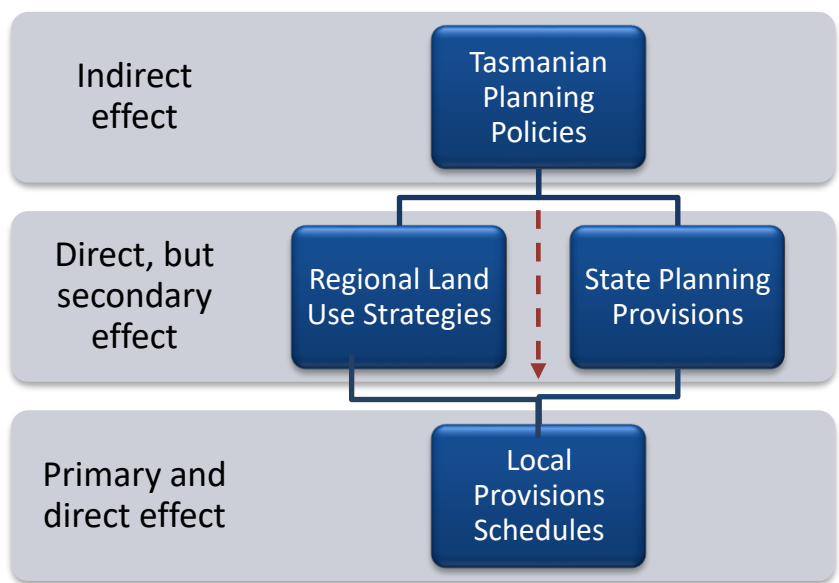 Indirect
effect
Tasmanian
Planning
Policies
Direct, but
secondary
effect
Regional Land
Use Strategies
State Planning
Provisions
Primary and
direct effect
Local
Provisions
Schedules